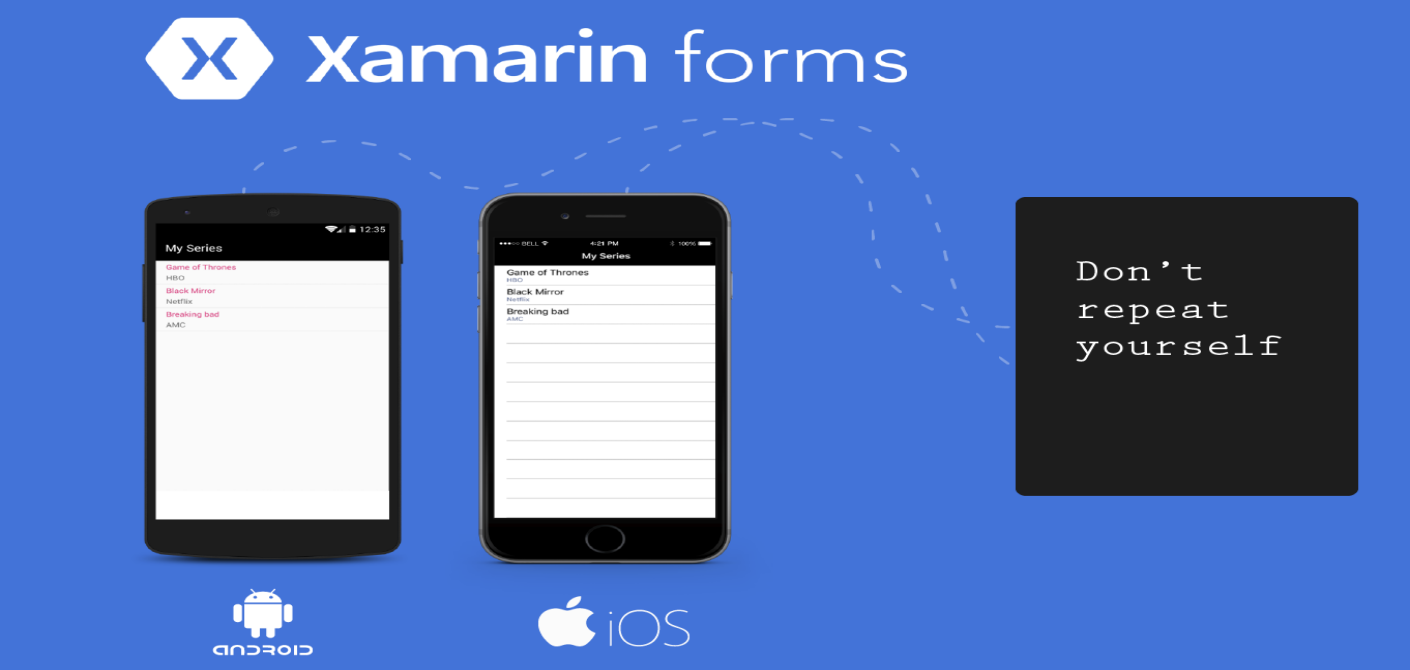 X Xamarin forms
12:35
My Series
Game of Thrones
HBO
Black Mirror
Netflix
Breaking bad
AMC
BELL 4:21 PM 100%
My Series
Game of Thrones
HBO
Black Mirror
Netflix
Breaking bad
AMC
Don’t
repeat
yourself
ANDROID
iOS